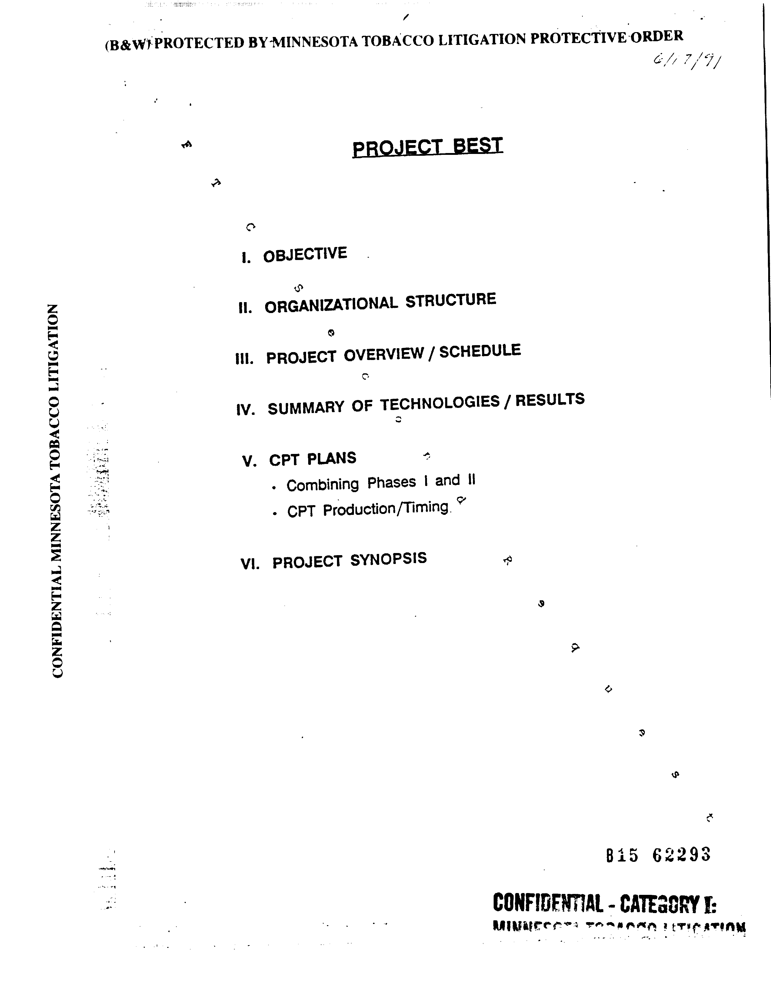 (B&W) PROTECTED BY MINNESOTA TOBACCO LITIGATION PROTECTIVE ORDER
6/17/91
PROJECT BEST
I. OBJECTIVE
II. ORGANIZATIONAL STRUCTURE
III. PROJECT OVERVIEW / SCHEDULE
IV. SUMMARY OF TECHNOLOGIES / RESULTS
V. CPT PLANS
• Combining Phases I and II
• CPT Production/Timing
VI. PROJECT SYNOPSIS
CONFIDENTIAL MINNESOTA TOBACCO LITIGATION
B15 62293
CONFIDENTIAL - CATEGORY I:
MINNESOTA TOBACCO LITIGATION